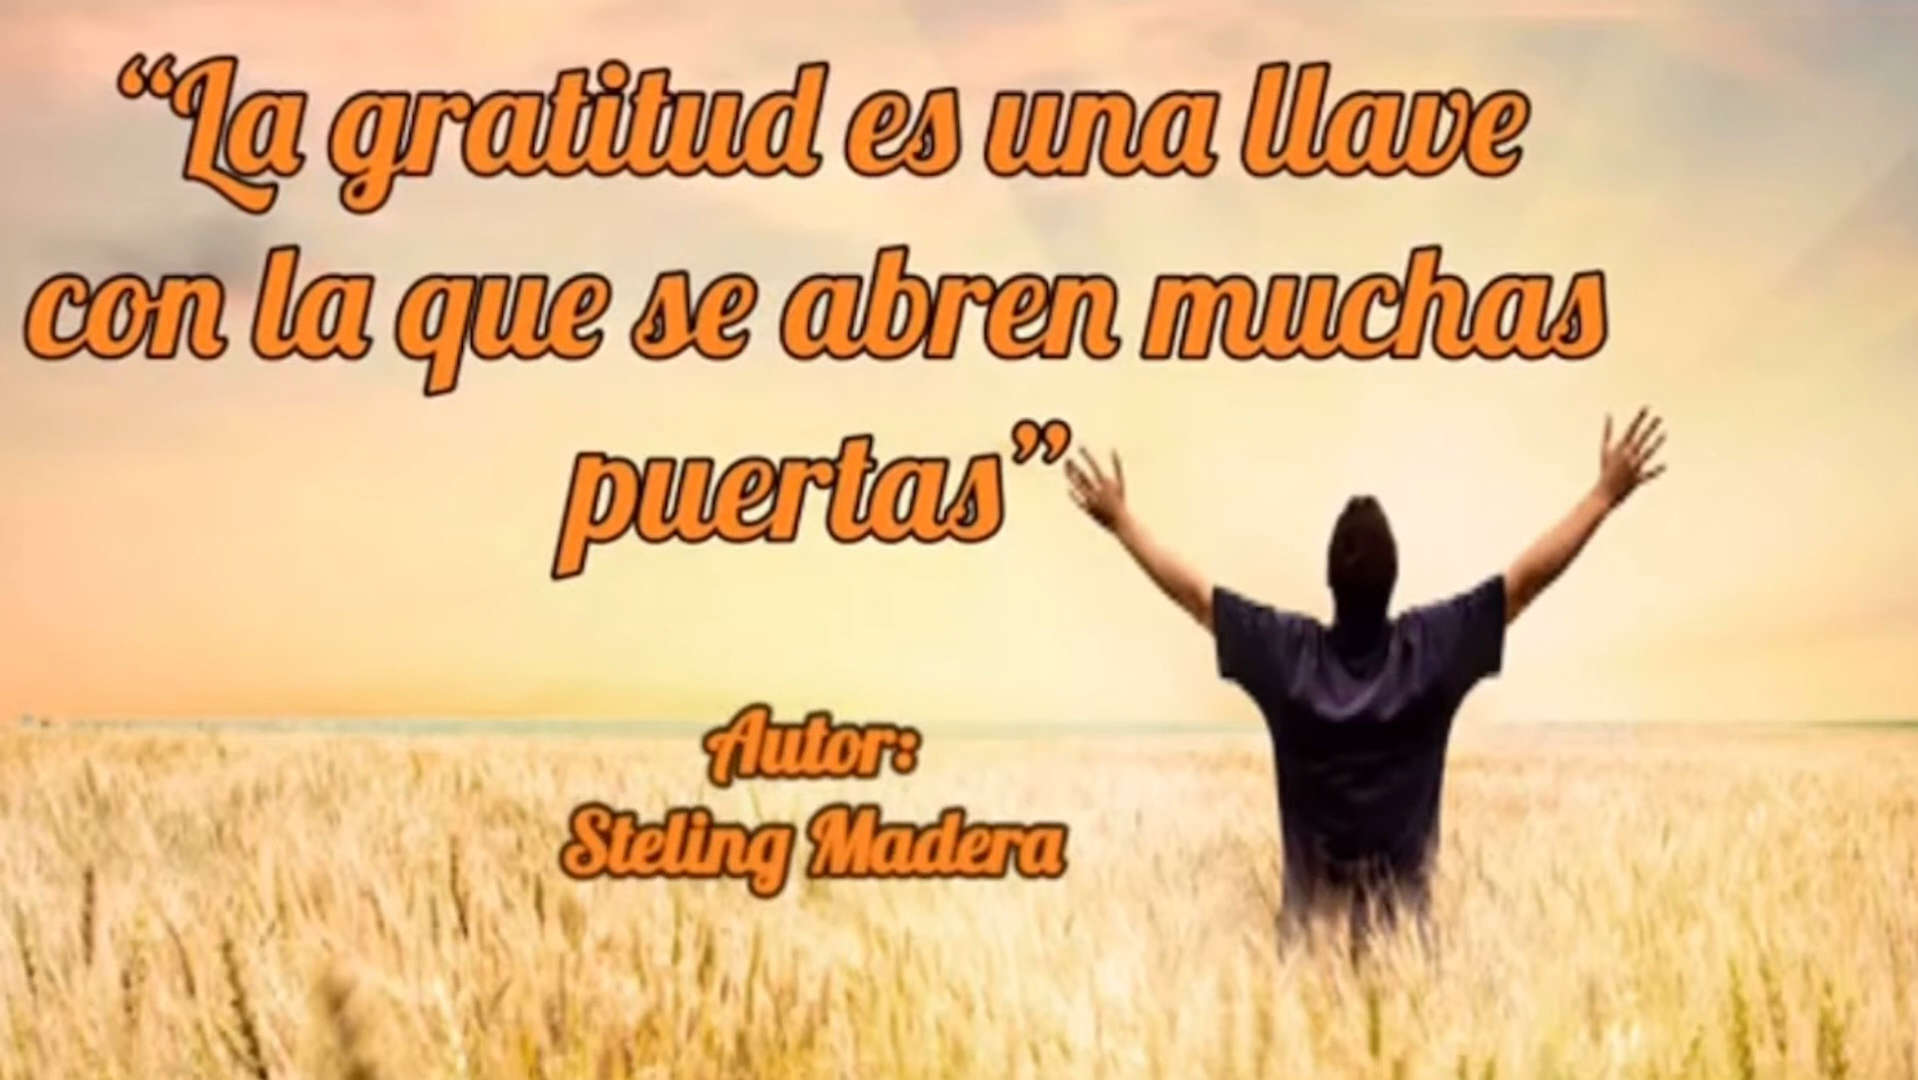 “La gratitud es una llave
con la que se abren muchas
puertas”
Autor:
Steling Madera